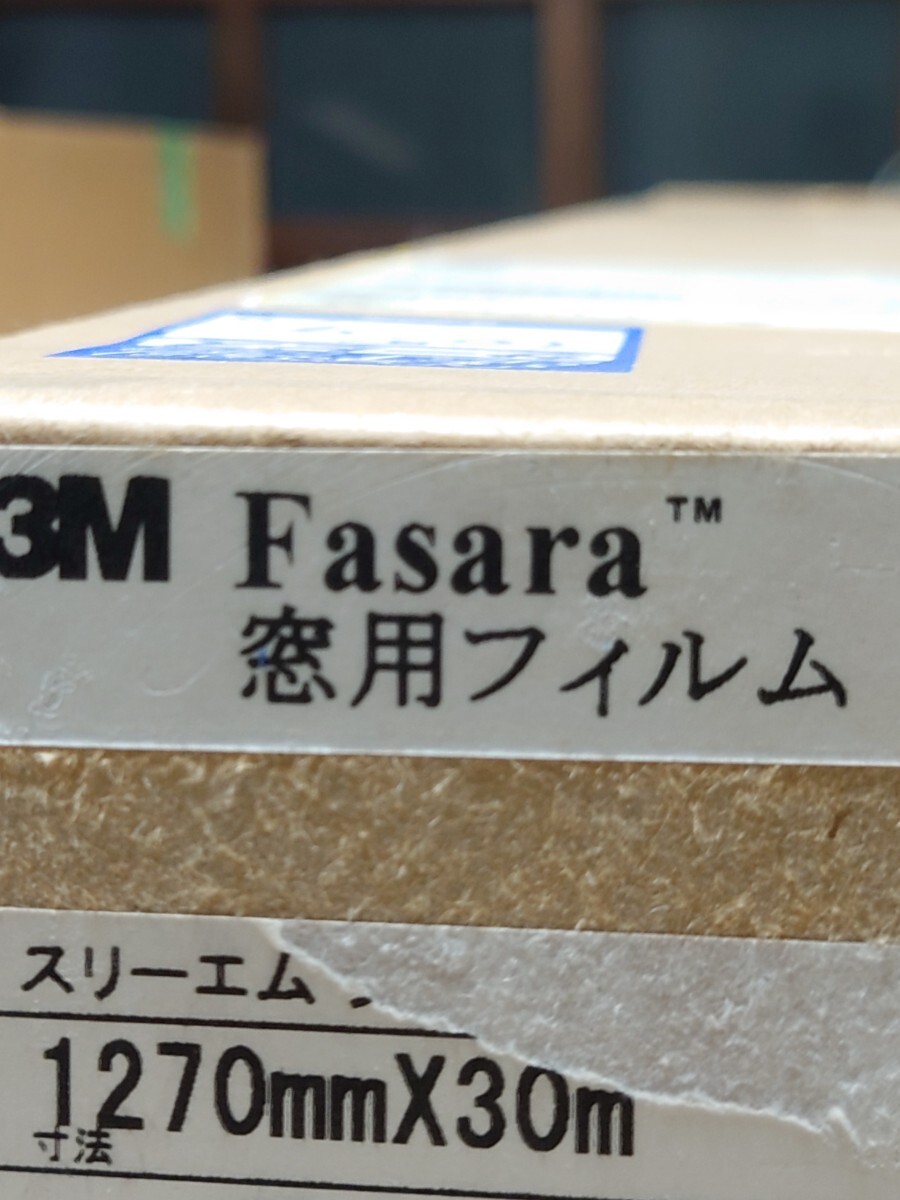 3M Fasara™
窓用フィルム
スリーエム
1270mmX30m
寸法